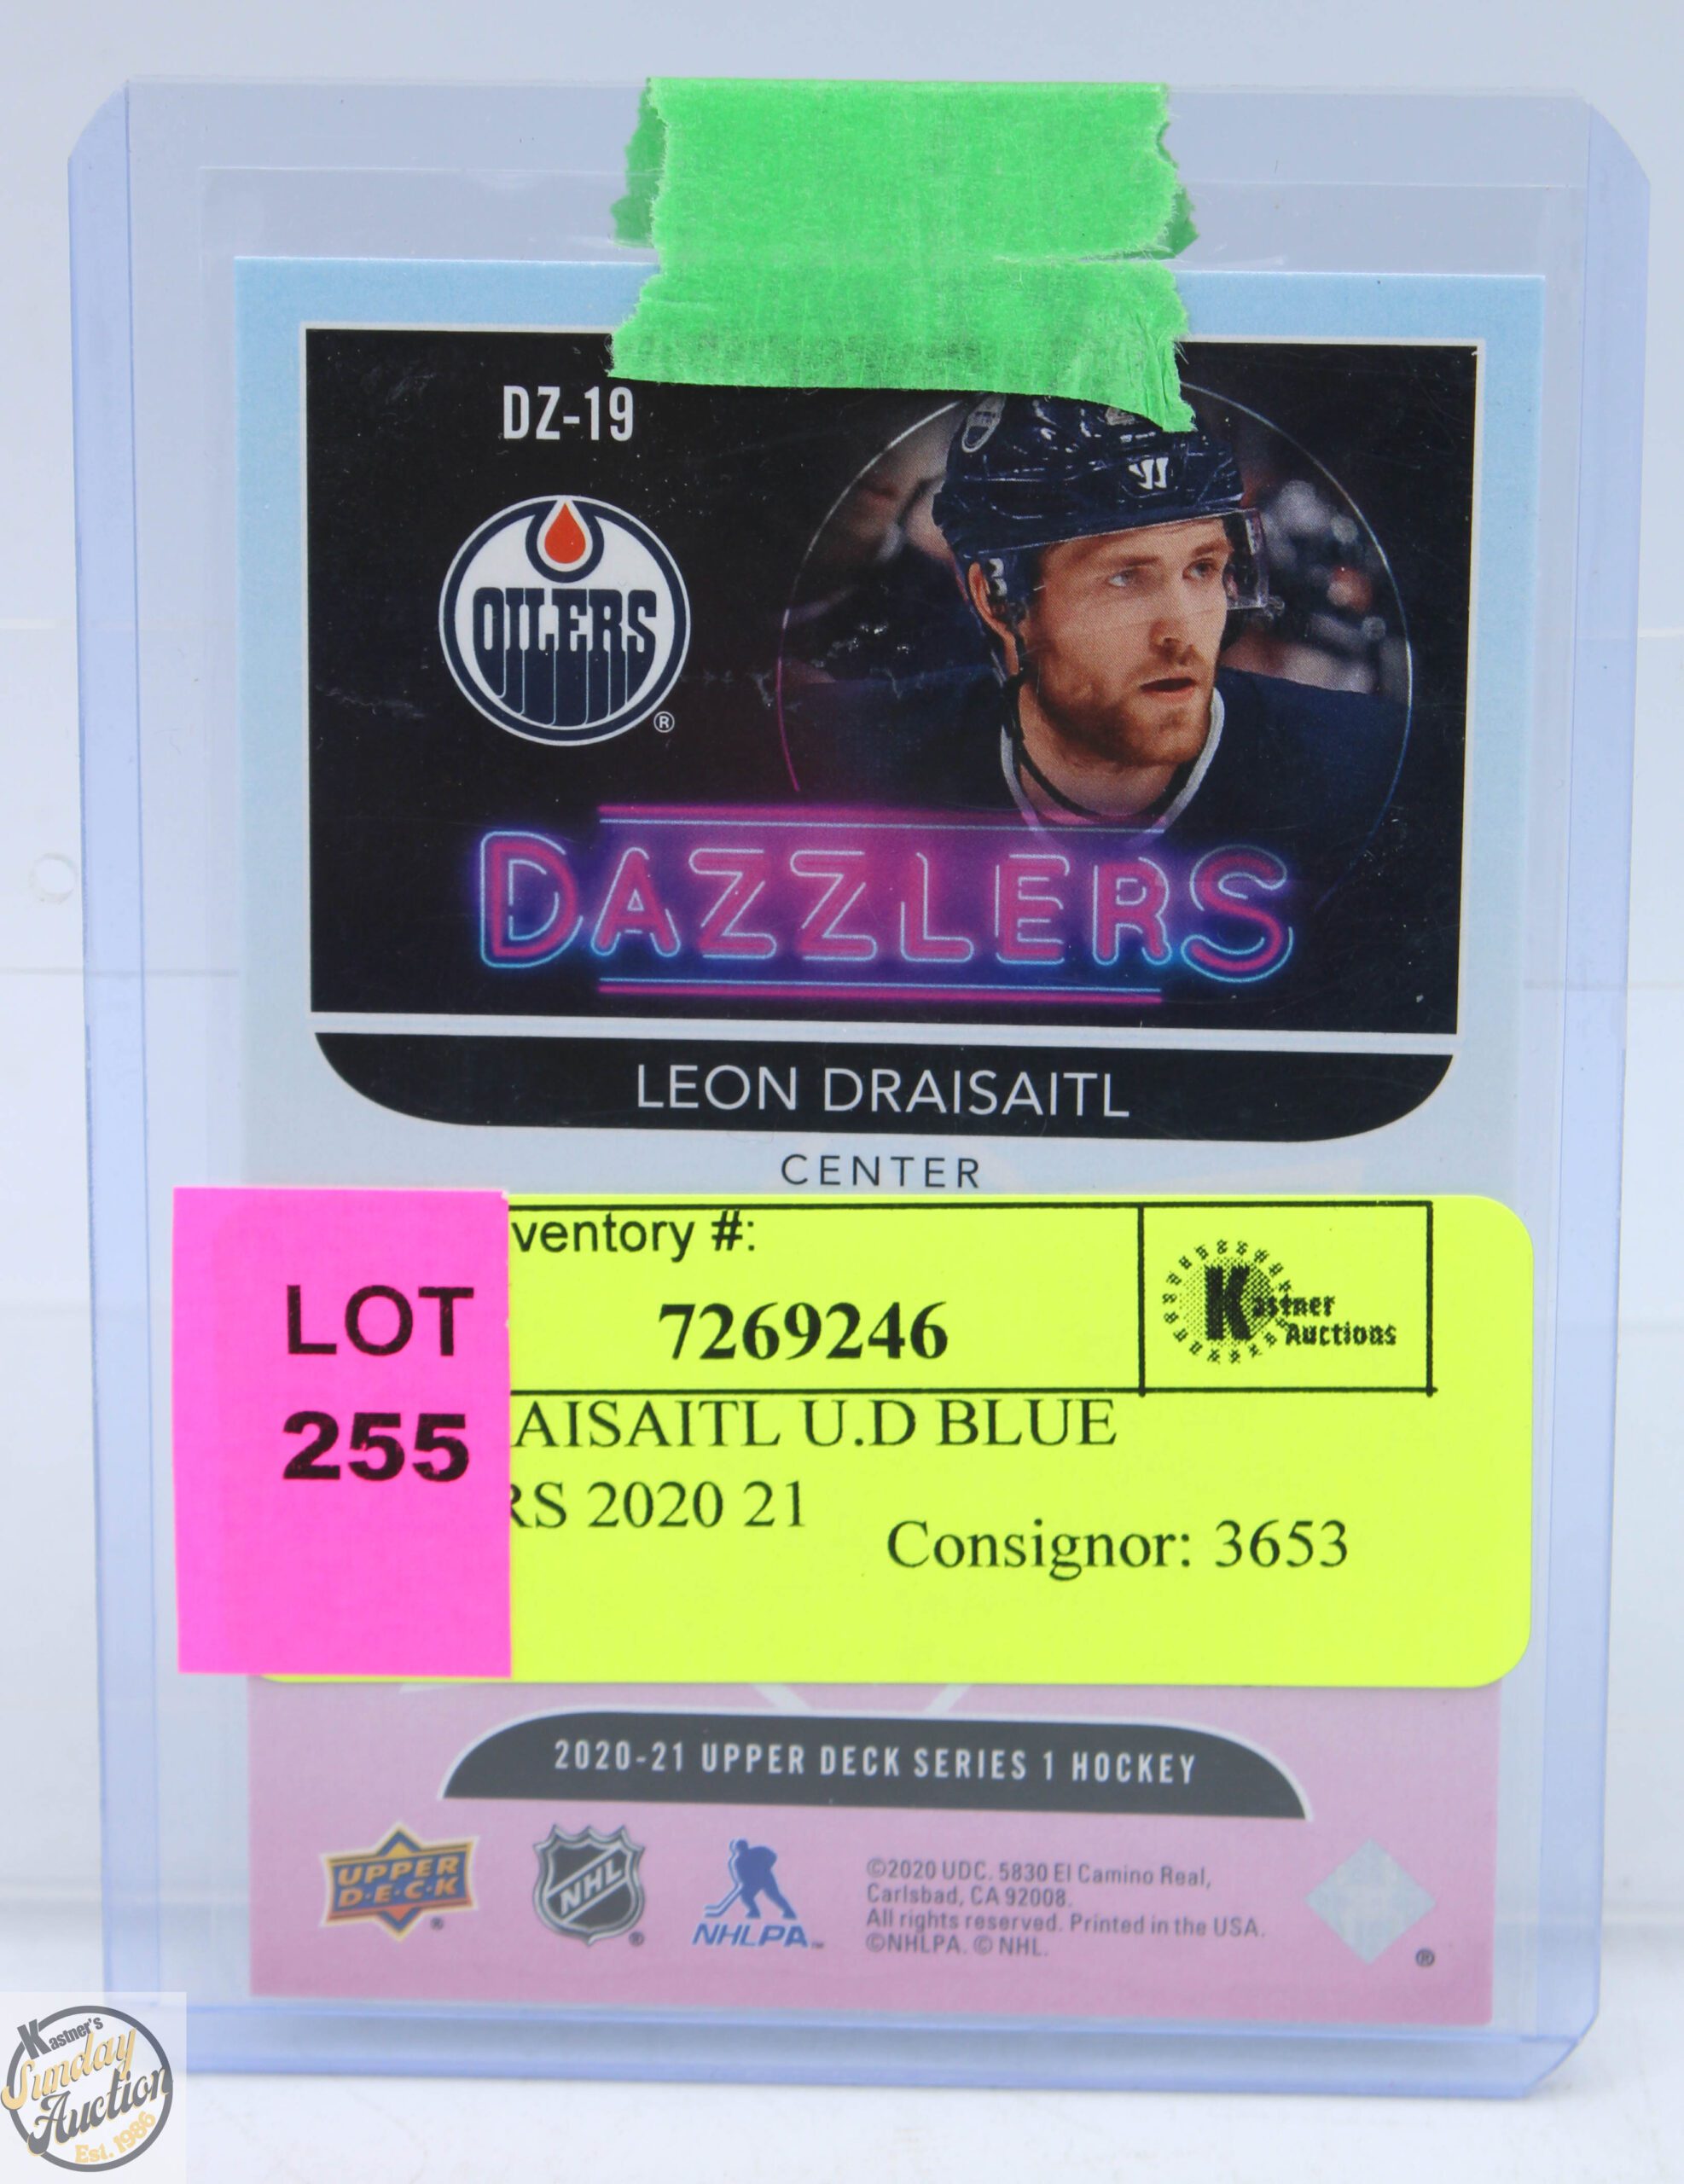 DZ-19
OILERS
®
DAZZLERS
LEON DRAISAITL
CENTER
LOT
255
ventory #:
7269246
Kastner
Auctions
AISAITL U.D BLUE
RS 2020 21
Consignor: 3653
2020-21 UPPER DECK SERIES 1 HOCKEY
UPPER
D·E·C·K
®
NHL
®
NHLPA™
©2020 UDC. 5830 El Camino Real,
Carlsbad, CA 92008.
All rights reserved. Printed in the USA.
©NHLPA. © NHL.
®
Kastner's
Sunday
Auction
Est. 1986